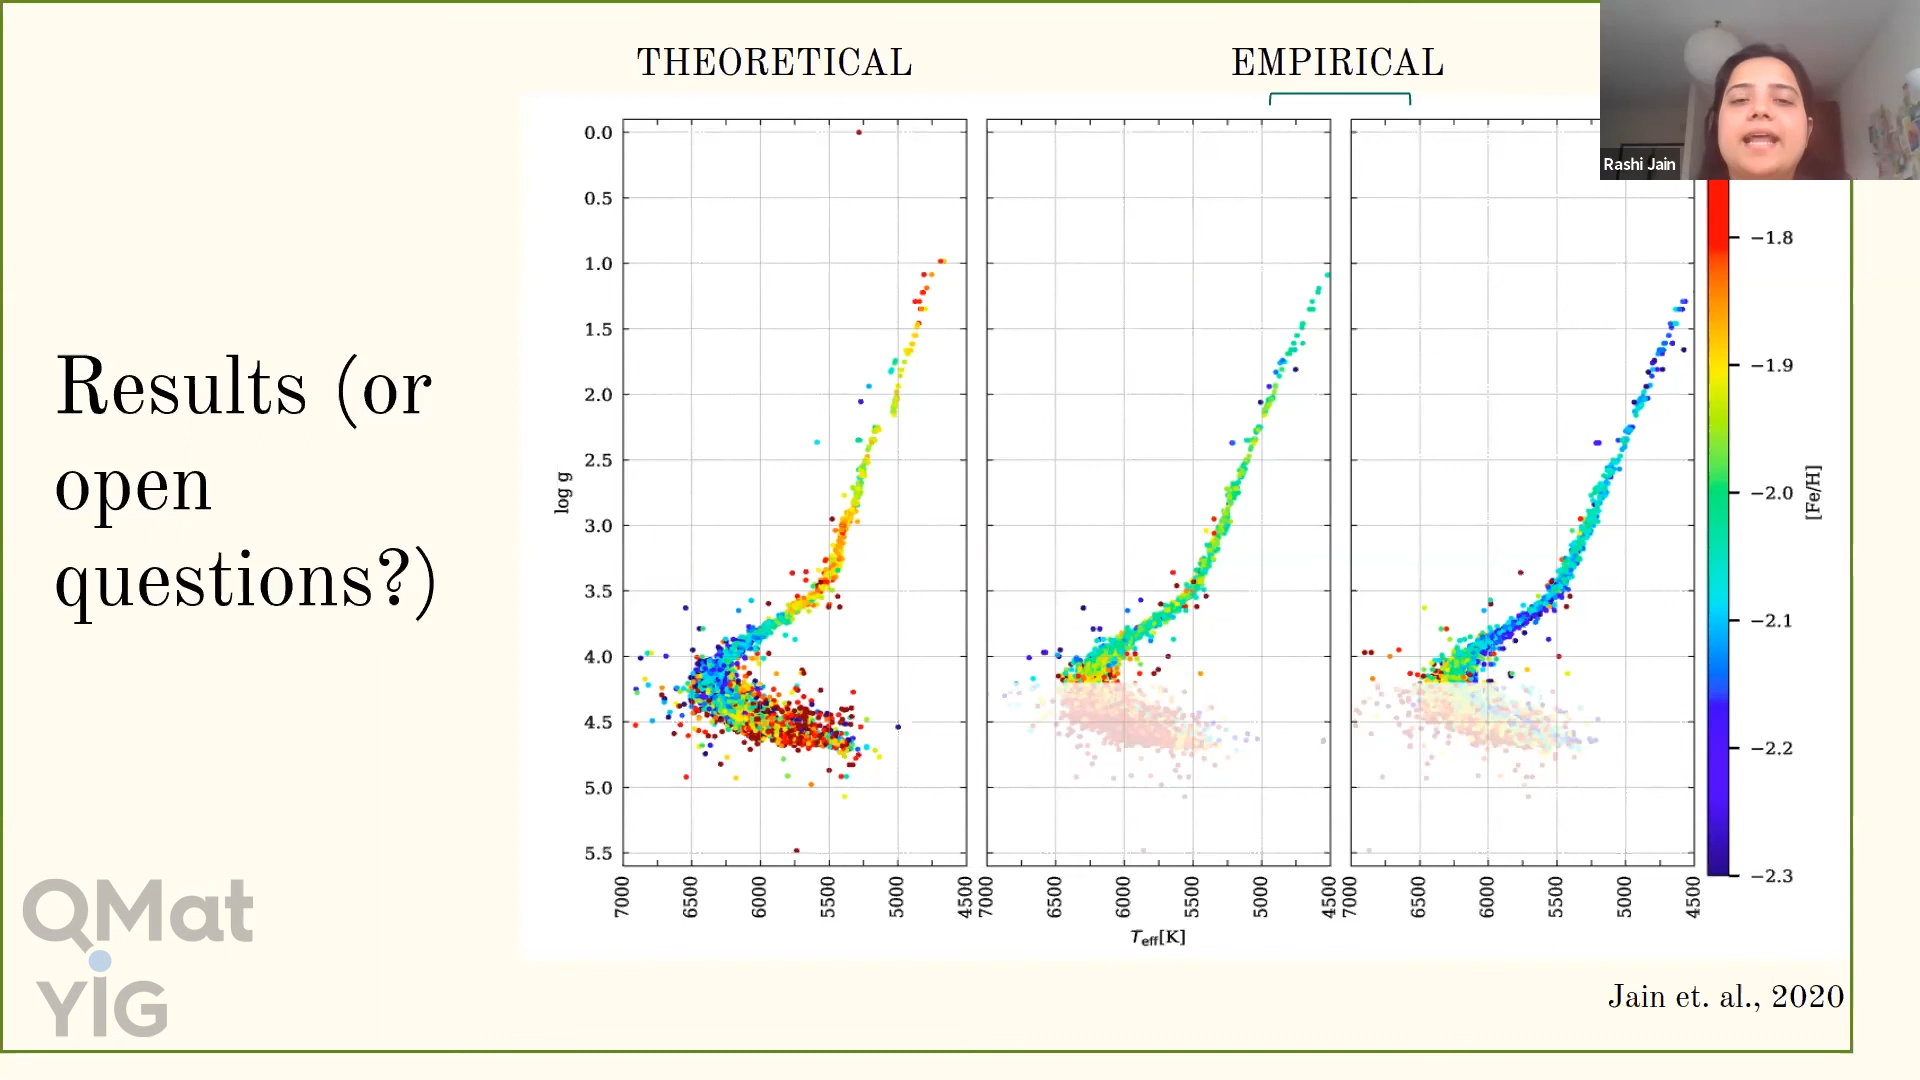 THEORETICAL
EMPIRICAL
Rashi Jain
Results (or
open
questions?)
0.0
0.5
1.0
1.5
2.0
2.5
3.0
3.5
4.0
4.5
5.0
5.5
log g
7000 6500 6000 5500 5000 4500
7000 6500 6000 5500 5000 4500
7000 6500 6000 5500 5000 4500
Teff[K]
−1.8
−1.9
−2.0
−2.1
−2.2
−2.3
[Fe/H]
QMat
YIG
Jain et. al., 2020